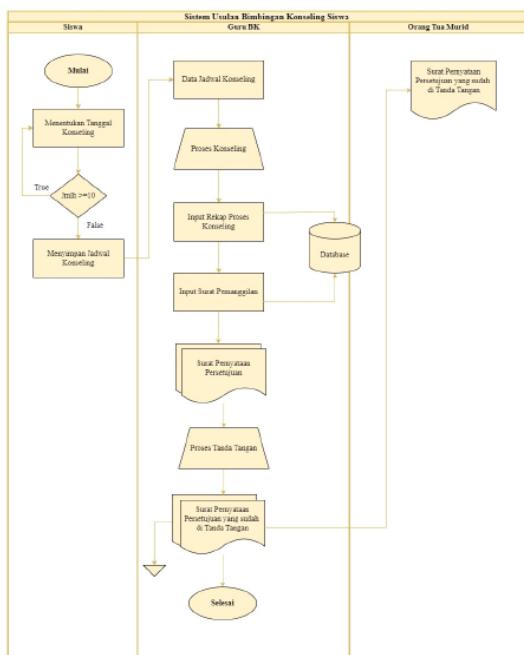 Sistem Usulan Bimbingan Konseling Siswa
Siswa
Guru BK
Orang Tua Murid
Mulai
Menentukan Tanggal
Konseling
True
Jmlh >=10
False
Menyimpan Jadwal
Konseling
Data Jadwal Konseling
Proses Konseling
Input Rekap Proses
Konseling
Database
Input Surat Pemanggilan
Surat Pernyataan
Persetujuan
Proses Tanda Tangan
Surat Pernyataan
Persetujuan yang sudah
di Tanda Tangan
Selesai
Surat Pernyataan
Persetujuan yang sudah
di Tanda Tangan